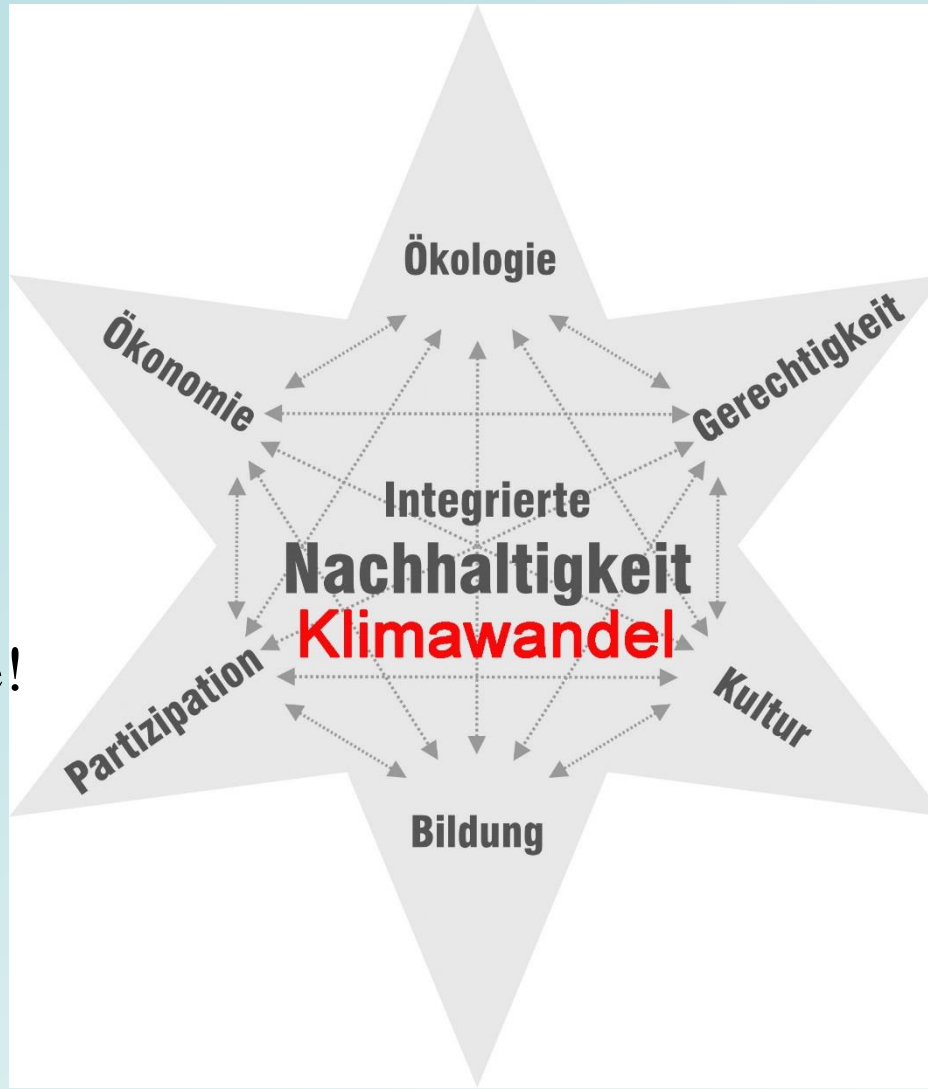 Ökologie
Ökonomie
Gerechtigkeit
Integrierte
Nachhaltigkeit
Klimawandel
!
Partizipation
Kultur
Bildung